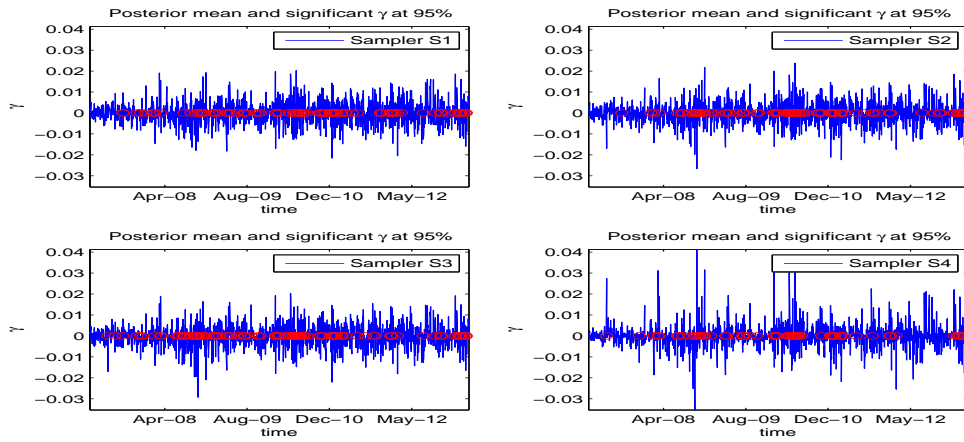 Posterior mean and significant γ at 95%
Sampler S1
0.04
0.03
0.02
0.01
0
−0.01
−0.02
−0.03
γ
Apr−08 Aug−09 Dec−10 May−12
time
Posterior mean and significant γ at 95%
Sampler S2
0.04
0.03
0.02
0.01
0
−0.01
−0.02
−0.03
γ
Apr−08 Aug−09 Dec−10 May−12
time
Posterior mean and significant γ at 95%
Sampler S3
0.04
0.03
0.02
0.01
0
−0.01
−0.02
−0.03
γ
Apr−08 Aug−09 Dec−10 May−12
time
Posterior mean and significant γ at 95%
Sampler S4
0.04
0.03
0.02
0.01
0
−0.01
−0.02
−0.03
γ
Apr−08 Aug−09 Dec−10 May−12
time